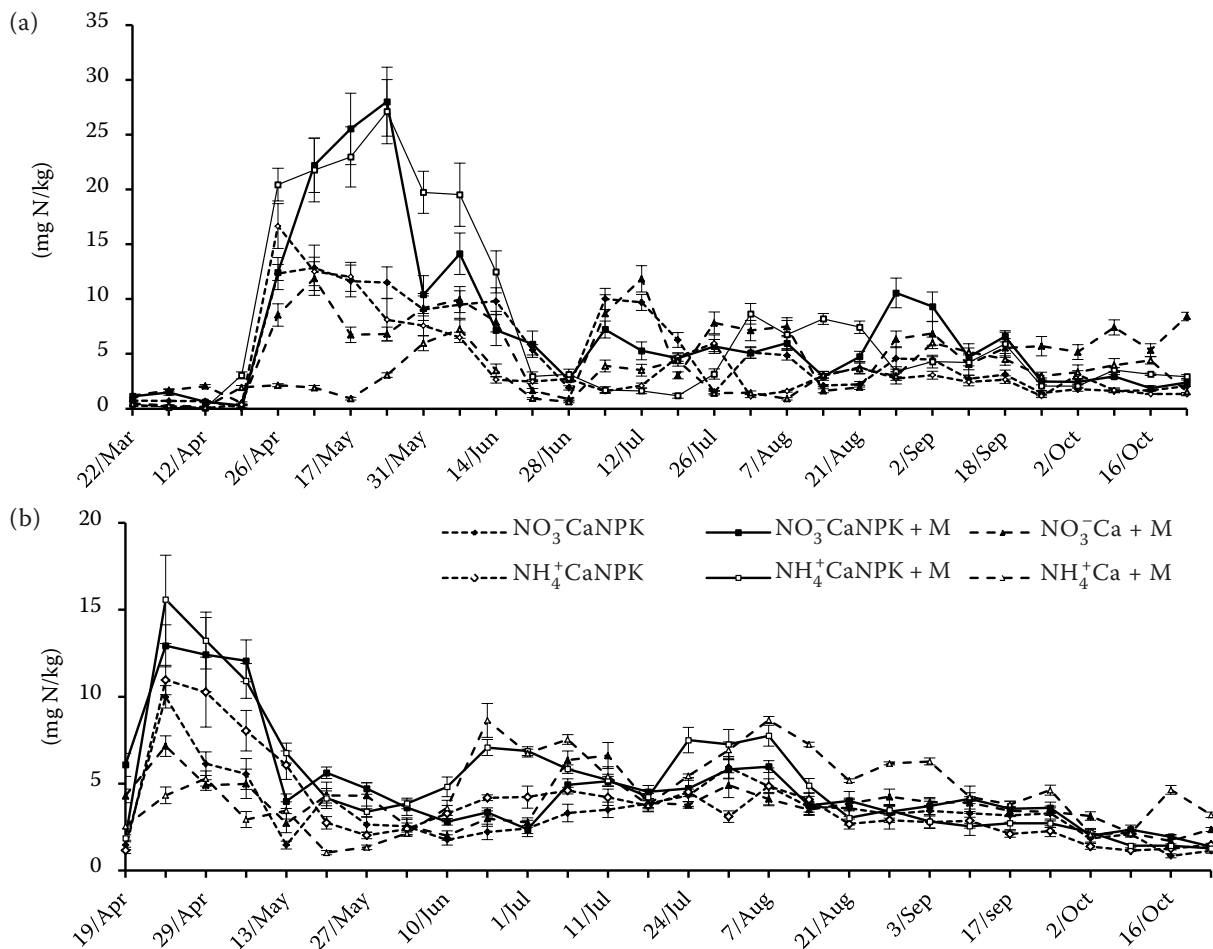 (a)
35
30
25
20
15
10
5
0
(mg N/kg)
22/Mar 12/Apr 26/Apr 17/May 31/May 14/Jun 28/Jun 12/Jul 26/Jul 7/Aug 21/Aug 2/Sep 18/Sep 2/Oct 16/Oct
(b)
20
15
10
5
0
(mg N/kg)
NO₃⁻CaNPK NO₃⁻CaNPK + M NO₃⁻Ca + M
NH₄⁺CaNPK NH₄⁺CaNPK + M NH₄⁺Ca + M
19/Apr 29/Apr 13/May 27/May 10/Jun 1/Jul 11/Jul 24/Jul 7/Aug 21/Aug 3/Sep 17/sep 2/Oct 16/Oct